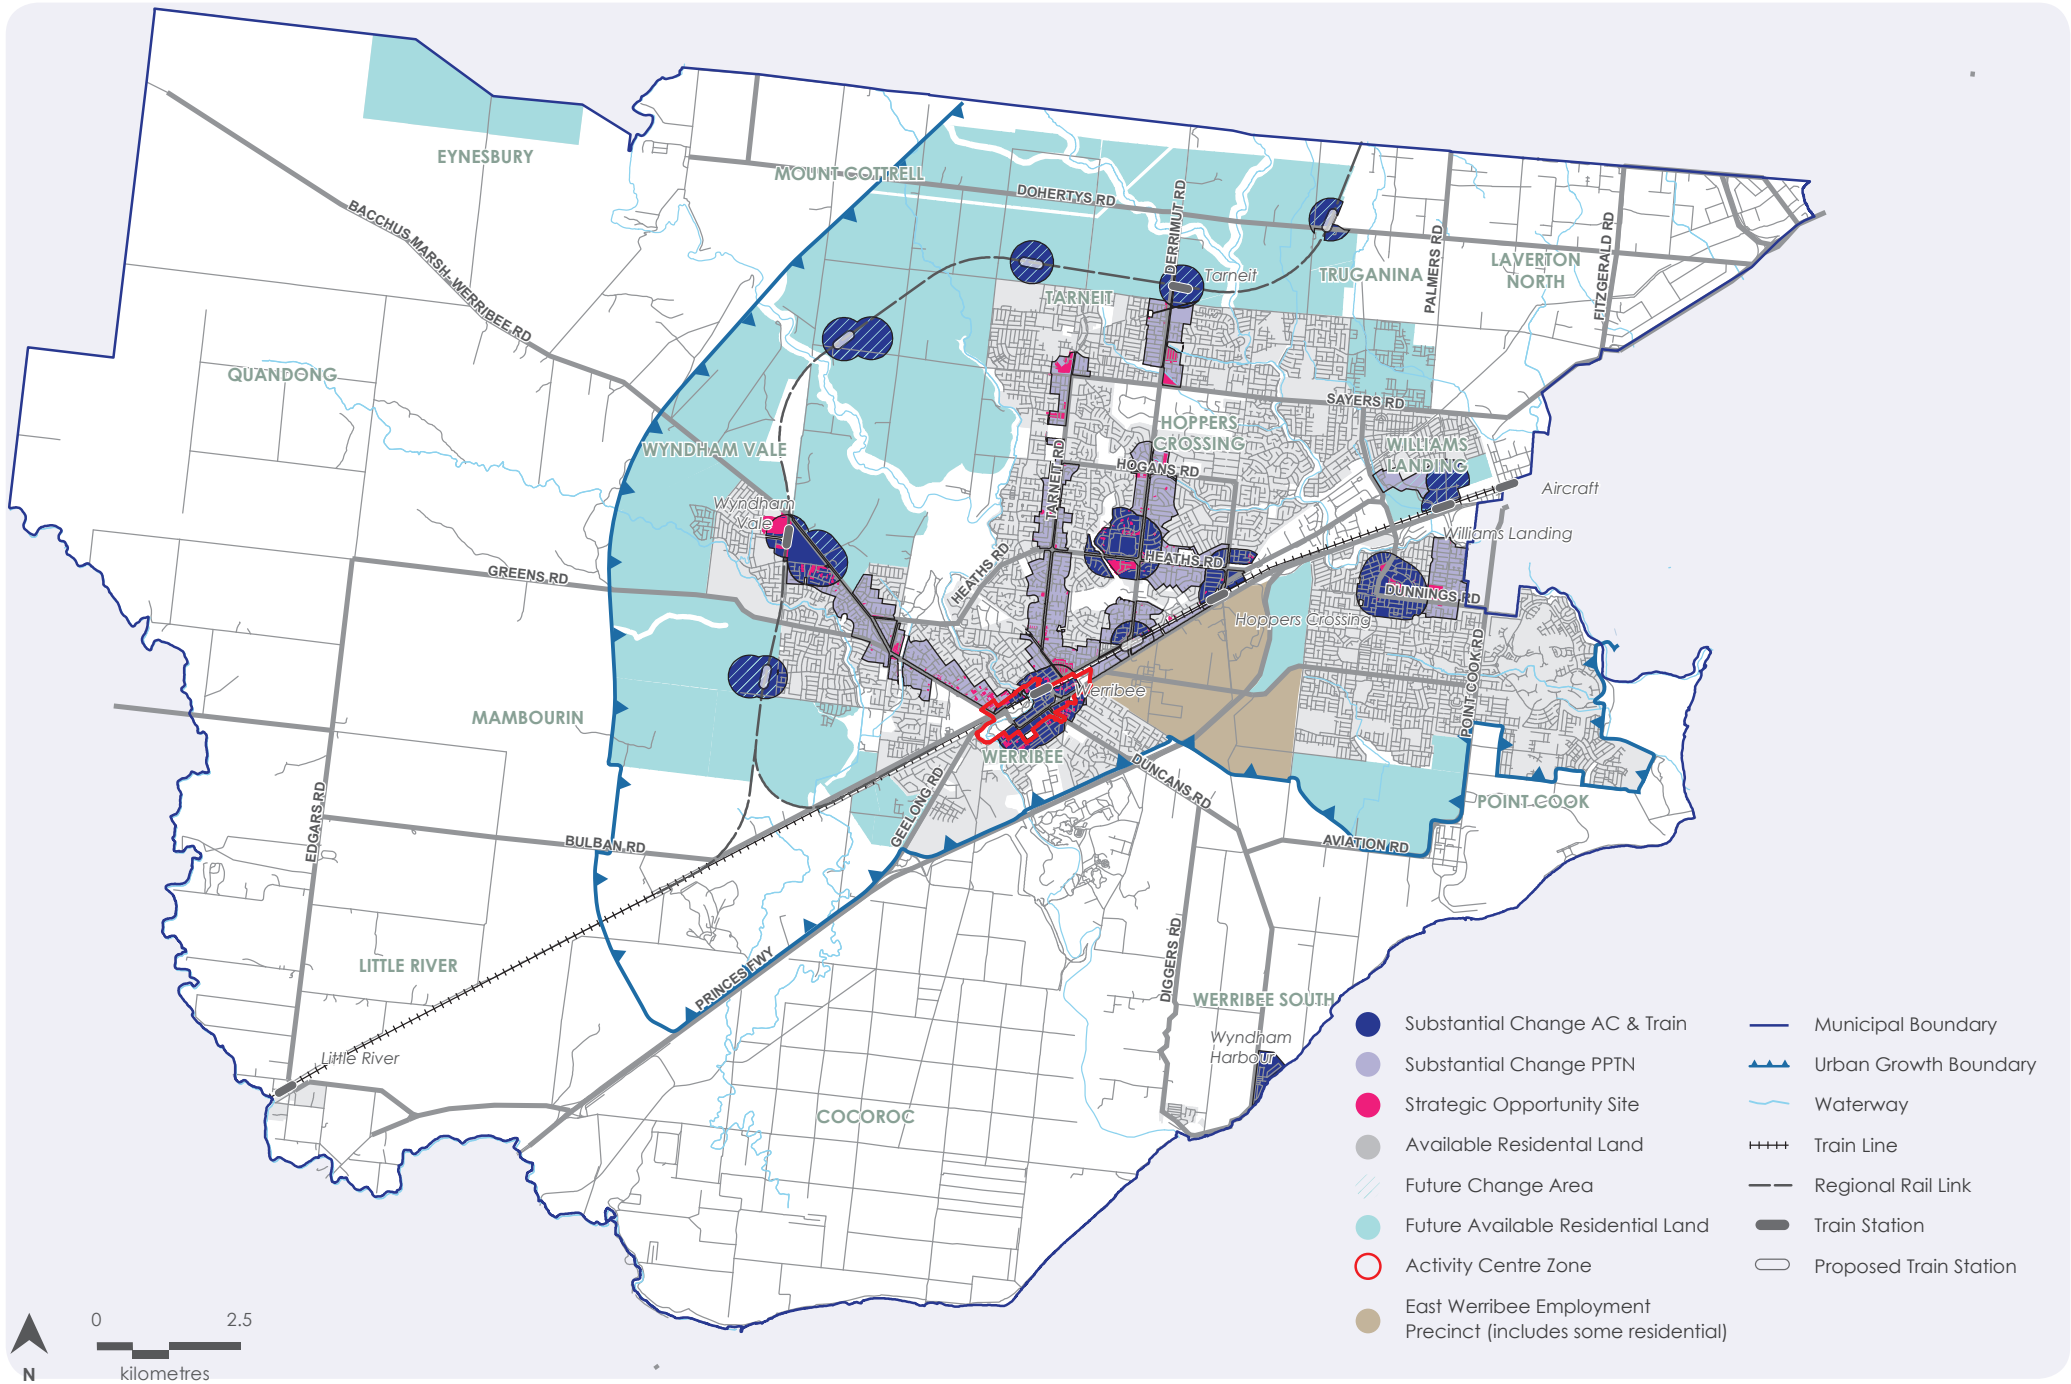 EYNESBURY
MOUNT COTTRELL
DOHERTYS RD
DERRIMUT RD
BACCHUS MARSH-WERRIBEE RD
PALMERS RD
FITZGERALD RD
LAVERTON
NORTH
TRUGANINA
Tarneit
TARNEIT
QUANDONG
SAYERS RD
HOPPERS
CROSSING
WILLIAMS
LANDING
WYNDHAM VALE
TARNEIT RD
HOGANS RD
Aircraft
Wyndham
Vale
Williams Landing
HEATHS RD
HEATHS RD
GREENS RD
DUNNINGS RD
Hoppers Crossing
POINT COOK RD
Werribee
MAMBOURIN
WERRIBEE
DUNCANS RD
GEELONG RD
POINT COOK
EDGARS RD
BULBAN RD
AVIATION RD
LITTLE RIVER
PRINCES FWY
DIGGERS RD
WERRIBEE SOUTH
Wyndham
Harbour
Little River
COCOROC
Substantial Change AC & Train
Substantial Change PPTN
Strategic Opportunity Site
Available Residental Land
Future Change Area
Future Available Residential Land
Activity Centre Zone
East Werribee Employment
Precinct (includes some residential)
Municipal Boundary
Urban Growth Boundary
Waterway
Train Line
Regional Rail Link
Train Station
Proposed Train Station
0 2.5
kilometres
N